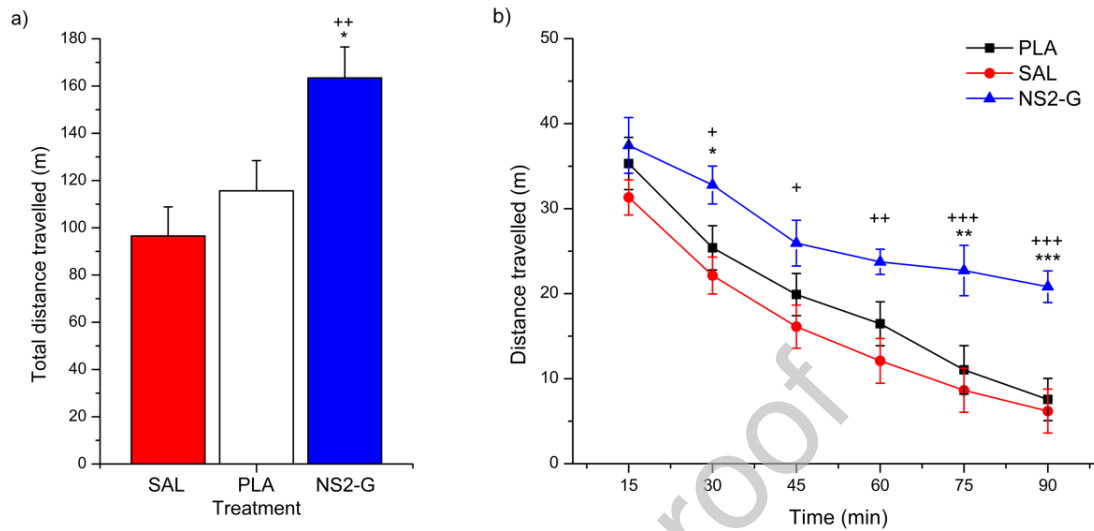 a)
180
160
140
120
100
80
60
40
20
0
Total distance travelled (m)
++
*
SAL PLA NS2-G
Treatment
b)
50
40
30
20
10
0
Distance travelled (m)
PLA
SAL
NS2-G
+
*
+
++
+++
**
+++
***
15 30 45 60 75 90
Time (min)
roof